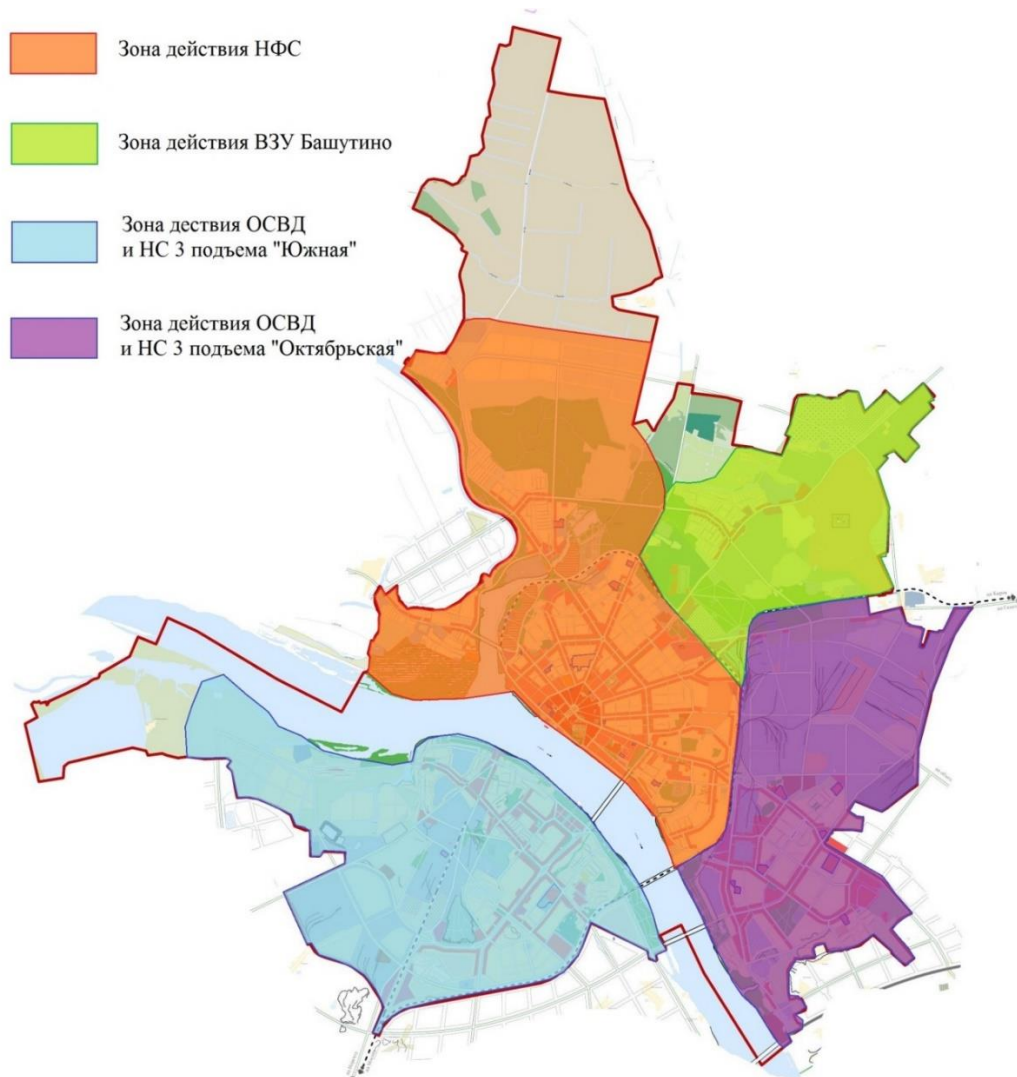 Зона действия НФС
Зона действия ВЗУ Башутино
Зона дествия ОСВД
и НС 3 подъема "Южная"
Зона действия ОСВД
и НС 3 подъема "Октябрьская"